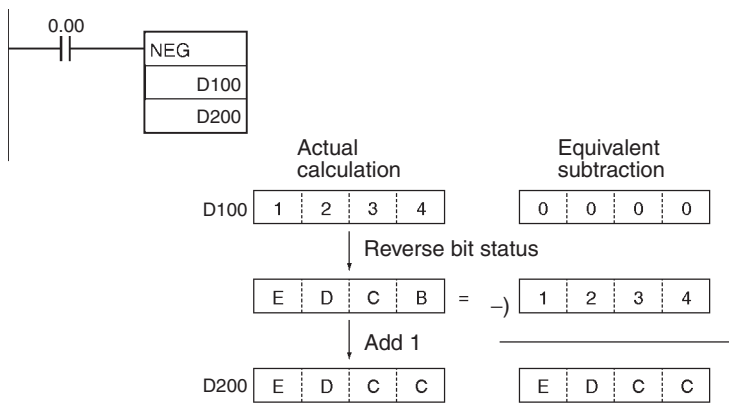 0.00
NEG
D100
D200
Actual calculation
Equivalent subtraction
D100 1 2 3 4 0 0 0 0
Reverse bit status
E D C B = –) 1 2 3 4
Add 1
D200 E D C C E D C C